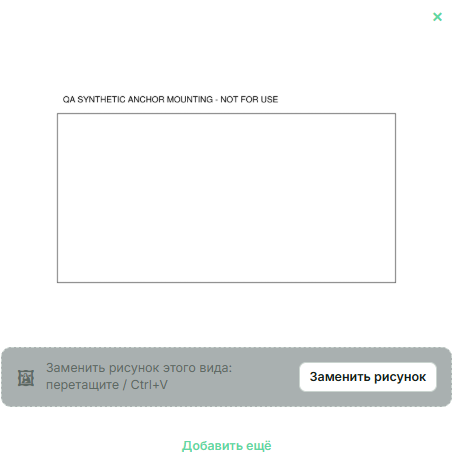 QA SYNTHETIC ANCHOR MOUNTING - NOT FOR USE
Заменить рисунок этого вида:
перетащите / Ctrl+V
Заменить рисунок
Добавить ещё